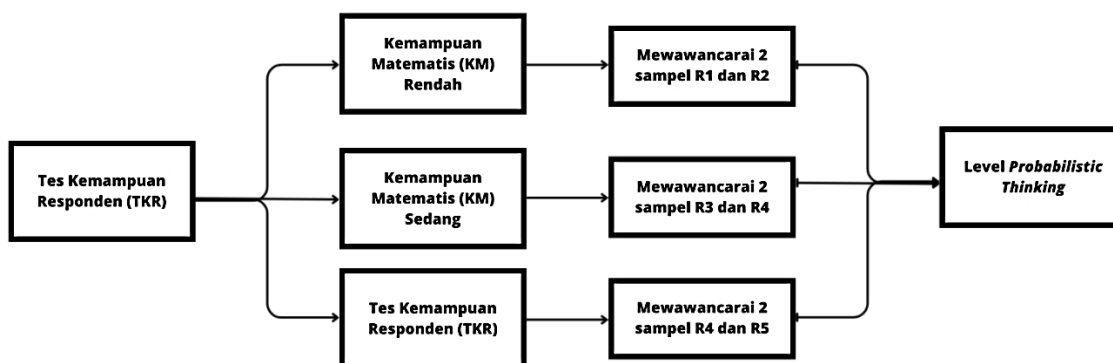 Tes Kemampuan
Responden (TKR)
Kemampuan
Matematis (KM)
Rendah
Mewawancarai 2
sampel R1 dan R2
Kemampuan
Matematis (KM)
Sedang
Mewawancarai 2
sampel R3 dan R4
Tes Kemampuan
Responden (TKR)
Mewawancarai 2
sampel R4 dan R5
Level Probabilistic
Thinking